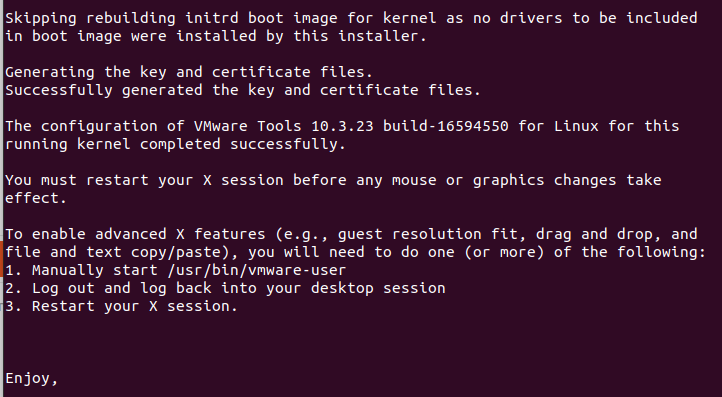 Skipping rebuilding initrd boot image for kernel as no drivers to be included
in boot image were installed by this installer.
Generating the key and certificate files.
Successfully generated the key and certificate files.
The configuration of VMware Tools 10.3.23 build-16594550 for Linux for this
running kernel completed successfully.
You must restart your X session before any mouse or graphics changes take
effect.
To enable advanced X features (e.g., guest resolution fit, drag and drop, and
file and text copy/paste), you will need to do one (or more) of the following:
1. Manually start /usr/bin/vmware-user
2. Log out and log back into your desktop session
3. Restart your X session.
Enjoy,